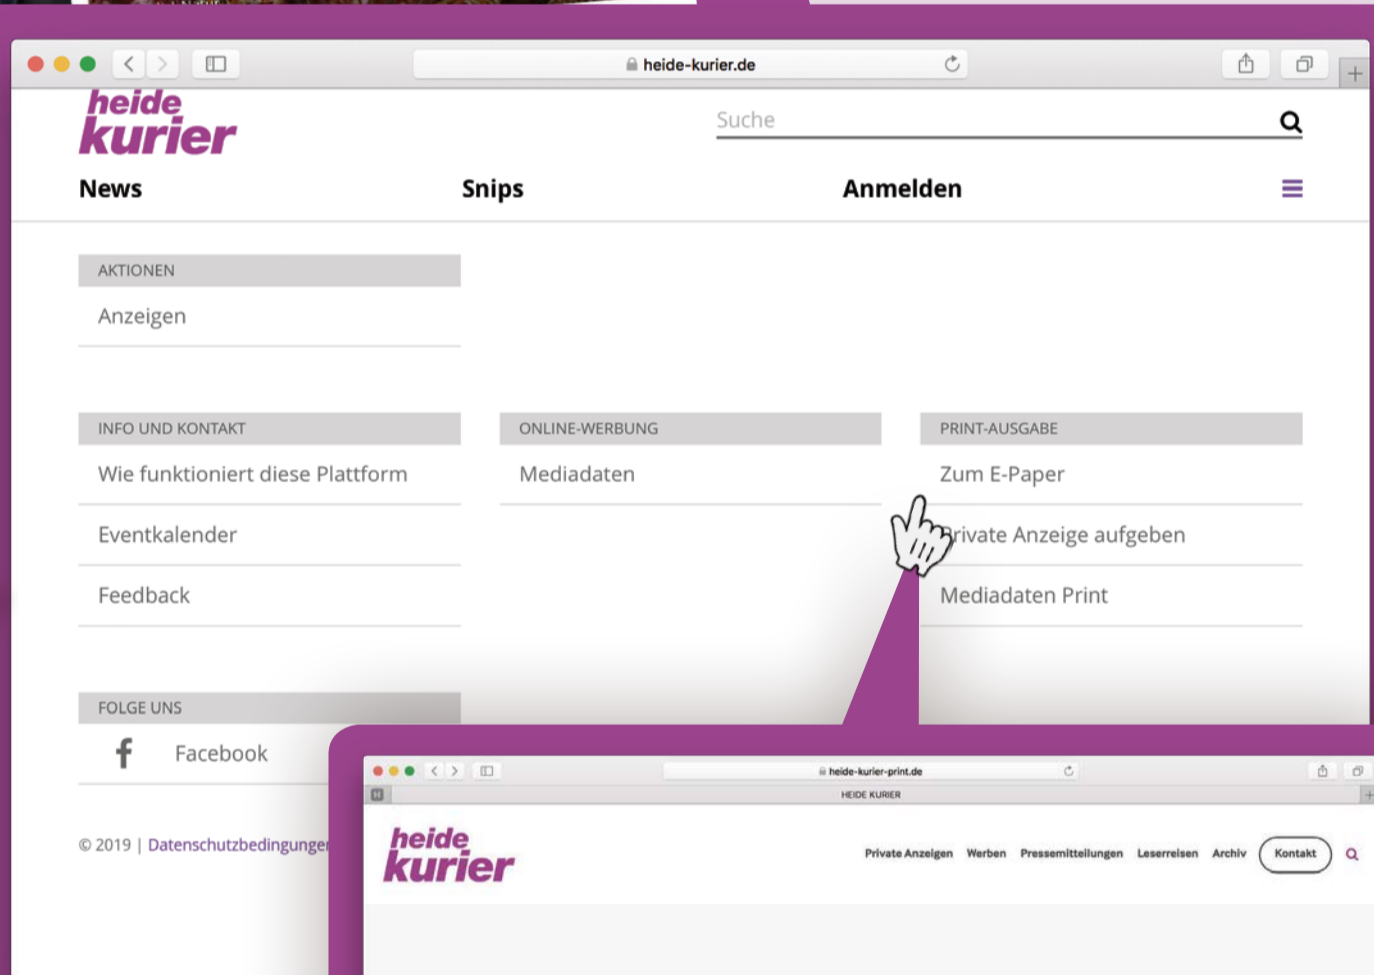 Natur
heide-kurier.de
heide
kurier
Suche
News
Snips
Anmelden
AKTIONEN
Anzeigen
INFO UND KONTAKT
Wie funktioniert diese Plattform
Eventkalender
Feedback
ONLINE-WERBUNG
Mediadaten
PRINT-AUSGABE
Zum E-Paper
Private Anzeige aufgeben
Mediadaten Print
FOLGE UNS
f Facebook
© 2019 | Datenschutzbedingungen
heide-kurier-print.de
H HEIDE KURIER
heide
kurier
Private Anzeigen Werben Pressemitteilungen Leserreisen Archiv Kontakt